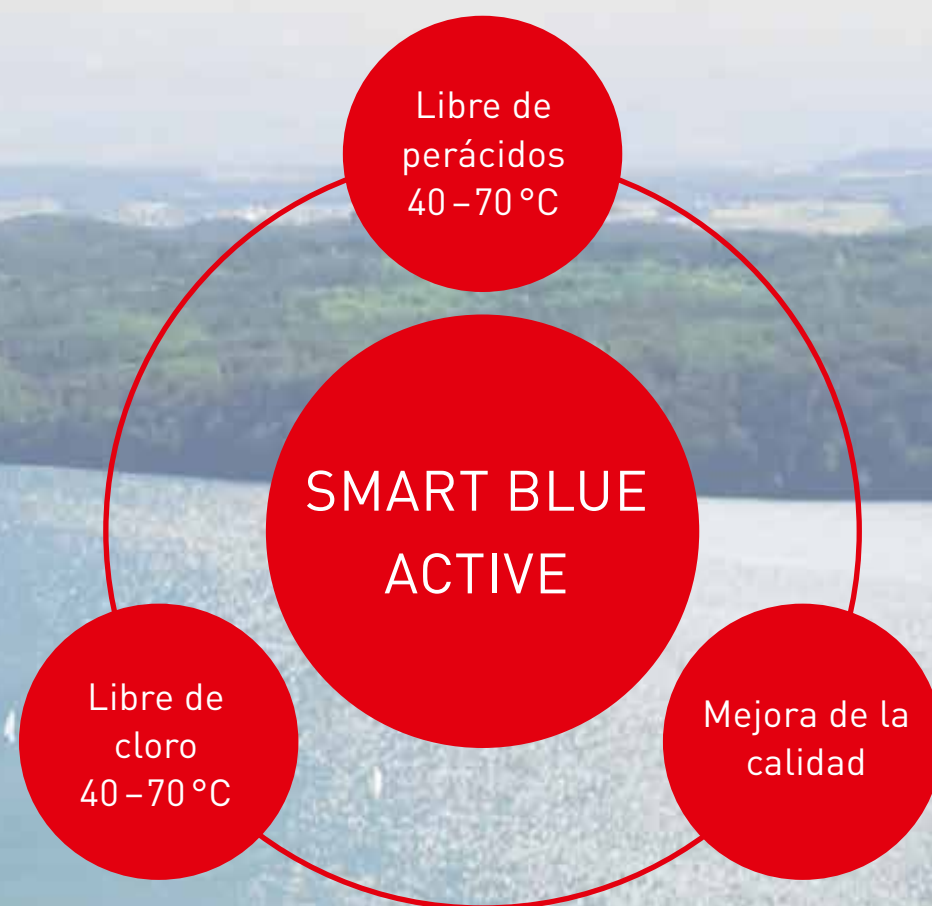 Libre de
perácidos
40–70 °C
SMART BLUE
ACTIVE
Libre de
cloro
40–70 °C
Mejora de la
calidad